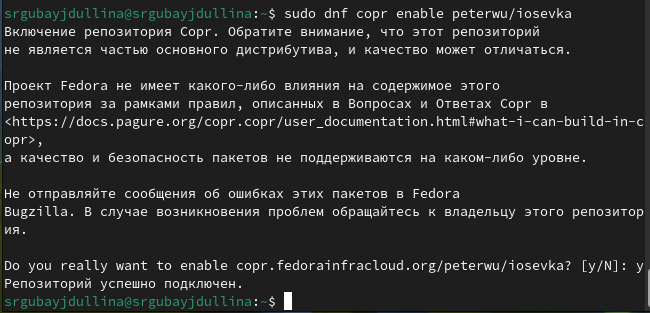 srgubayjdullina@srgubayjdullina:~$ sudo dnf copr enable peterwu/iosevka
Включение репозитория Copr. Обратите внимание, что этот репозиторий
не является частью основного дистрибутива, и качество может отличаться.
Проект Fedora не имеет какого-либо влияния на содержимое этого
репозитория за рамками правил, описанных в Вопросах и Ответах Copr в
<https://docs.pagure.org/copr.copr/user_documentation.html#what-i-can-build-in-c
opr>,
а качество и безопасность пакетов не поддерживаются на каком-либо уровне.
Не отправляйте сообщения об ошибках этих пакетов в Fedora
Bugzilla. В случае возникновения проблем обращайтесь к владельцу этого репозитор
ия.
Do you really want to enable copr.fedorainfracloud.org/peterwu/iosevka? [y/N]: y
Репозиторий успешно подключен.
srgubayjdullina@srgubayjdullina:~$